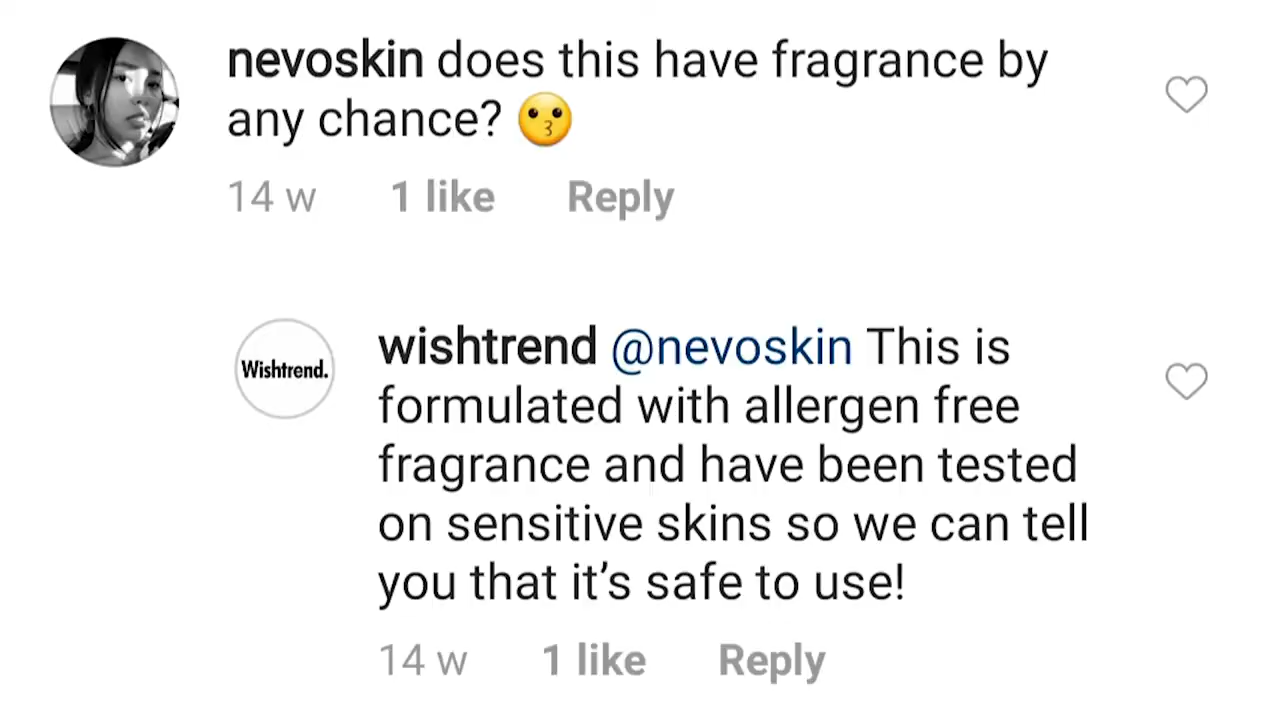 nevoskin does this have fragrance by
any chance? 😗
14 w 1 like Reply
Wishtrend.
wishtrend @nevoskin This is
formulated with allergen free
fragrance and have been tested
on sensitive skins so we can tell
you that it's safe to use!
14 w 1 like Reply